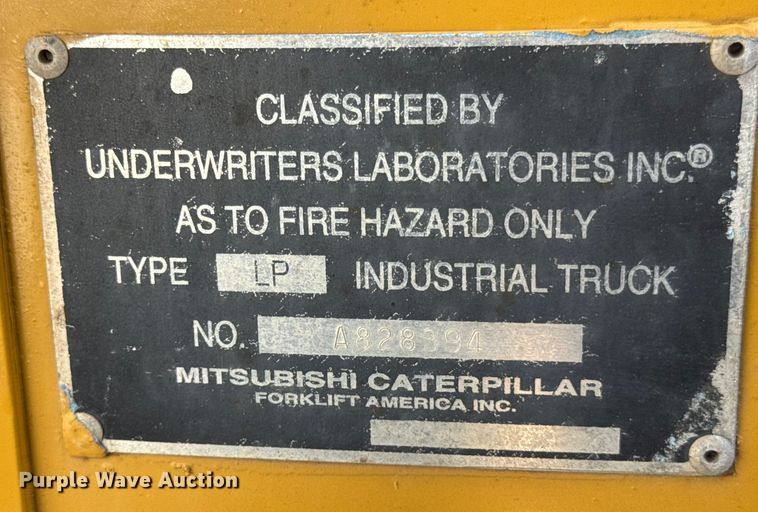 CLASSIFIED BY
UNDERWRITERS LABORATORIES INC.®
AS TO FIRE HAZARD ONLY
TYPE LP INDUSTRIAL TRUCK
NO. A828394
MITSUBISHI CATERPILLAR
FORKLIFT AMERICA INC.
Purple Wave Auction